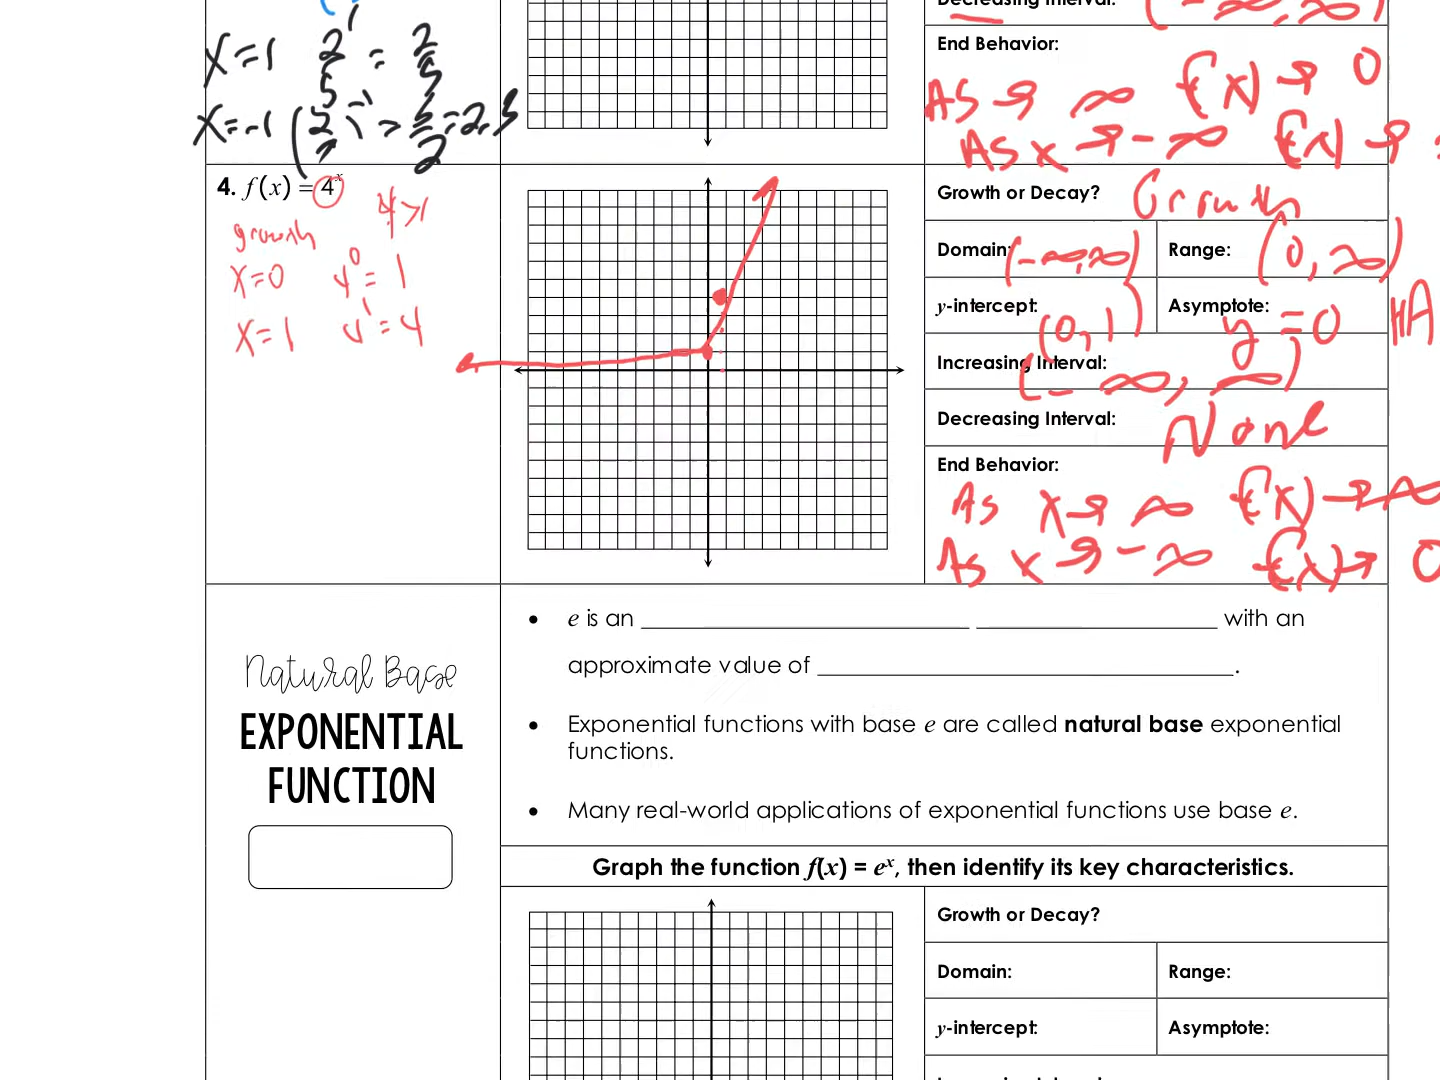 Decreasing Interval: (-∞, ∞)
x=1 2/5^1 = 2/5
End Behavior:
As → ∞ f(x) → 0
x=-1 (2/5)^-1 > 5/2 = 2.5
As x → -∞ f(x) →
4. f(x) = 4^x
4>1
growth
x=0 4^0 = 1
x=1 4^1 = 4
Growth or Decay? Growth
Domain: (-∞,∞) Range: (0, ∞)
y-intercept: (0,1) Asymptote: y=0 HA
Increasing Interval: (-∞, ∞)
Decreasing Interval: None
End Behavior:
As x → ∞ f(x) → ∞
As x → -∞ f(x) → 0
Natural Base
EXPONENTIAL
FUNCTION
• e is an ____ ____ with an
approximate value of ____.
• Exponential functions with base e are called natural base exponential
functions.
• Many real-world applications of exponential functions use base e.
Graph the function f(x) = e^x, then identify its key characteristics.
Growth or Decay?
Domain: Range:
y-intercept: Asymptote: